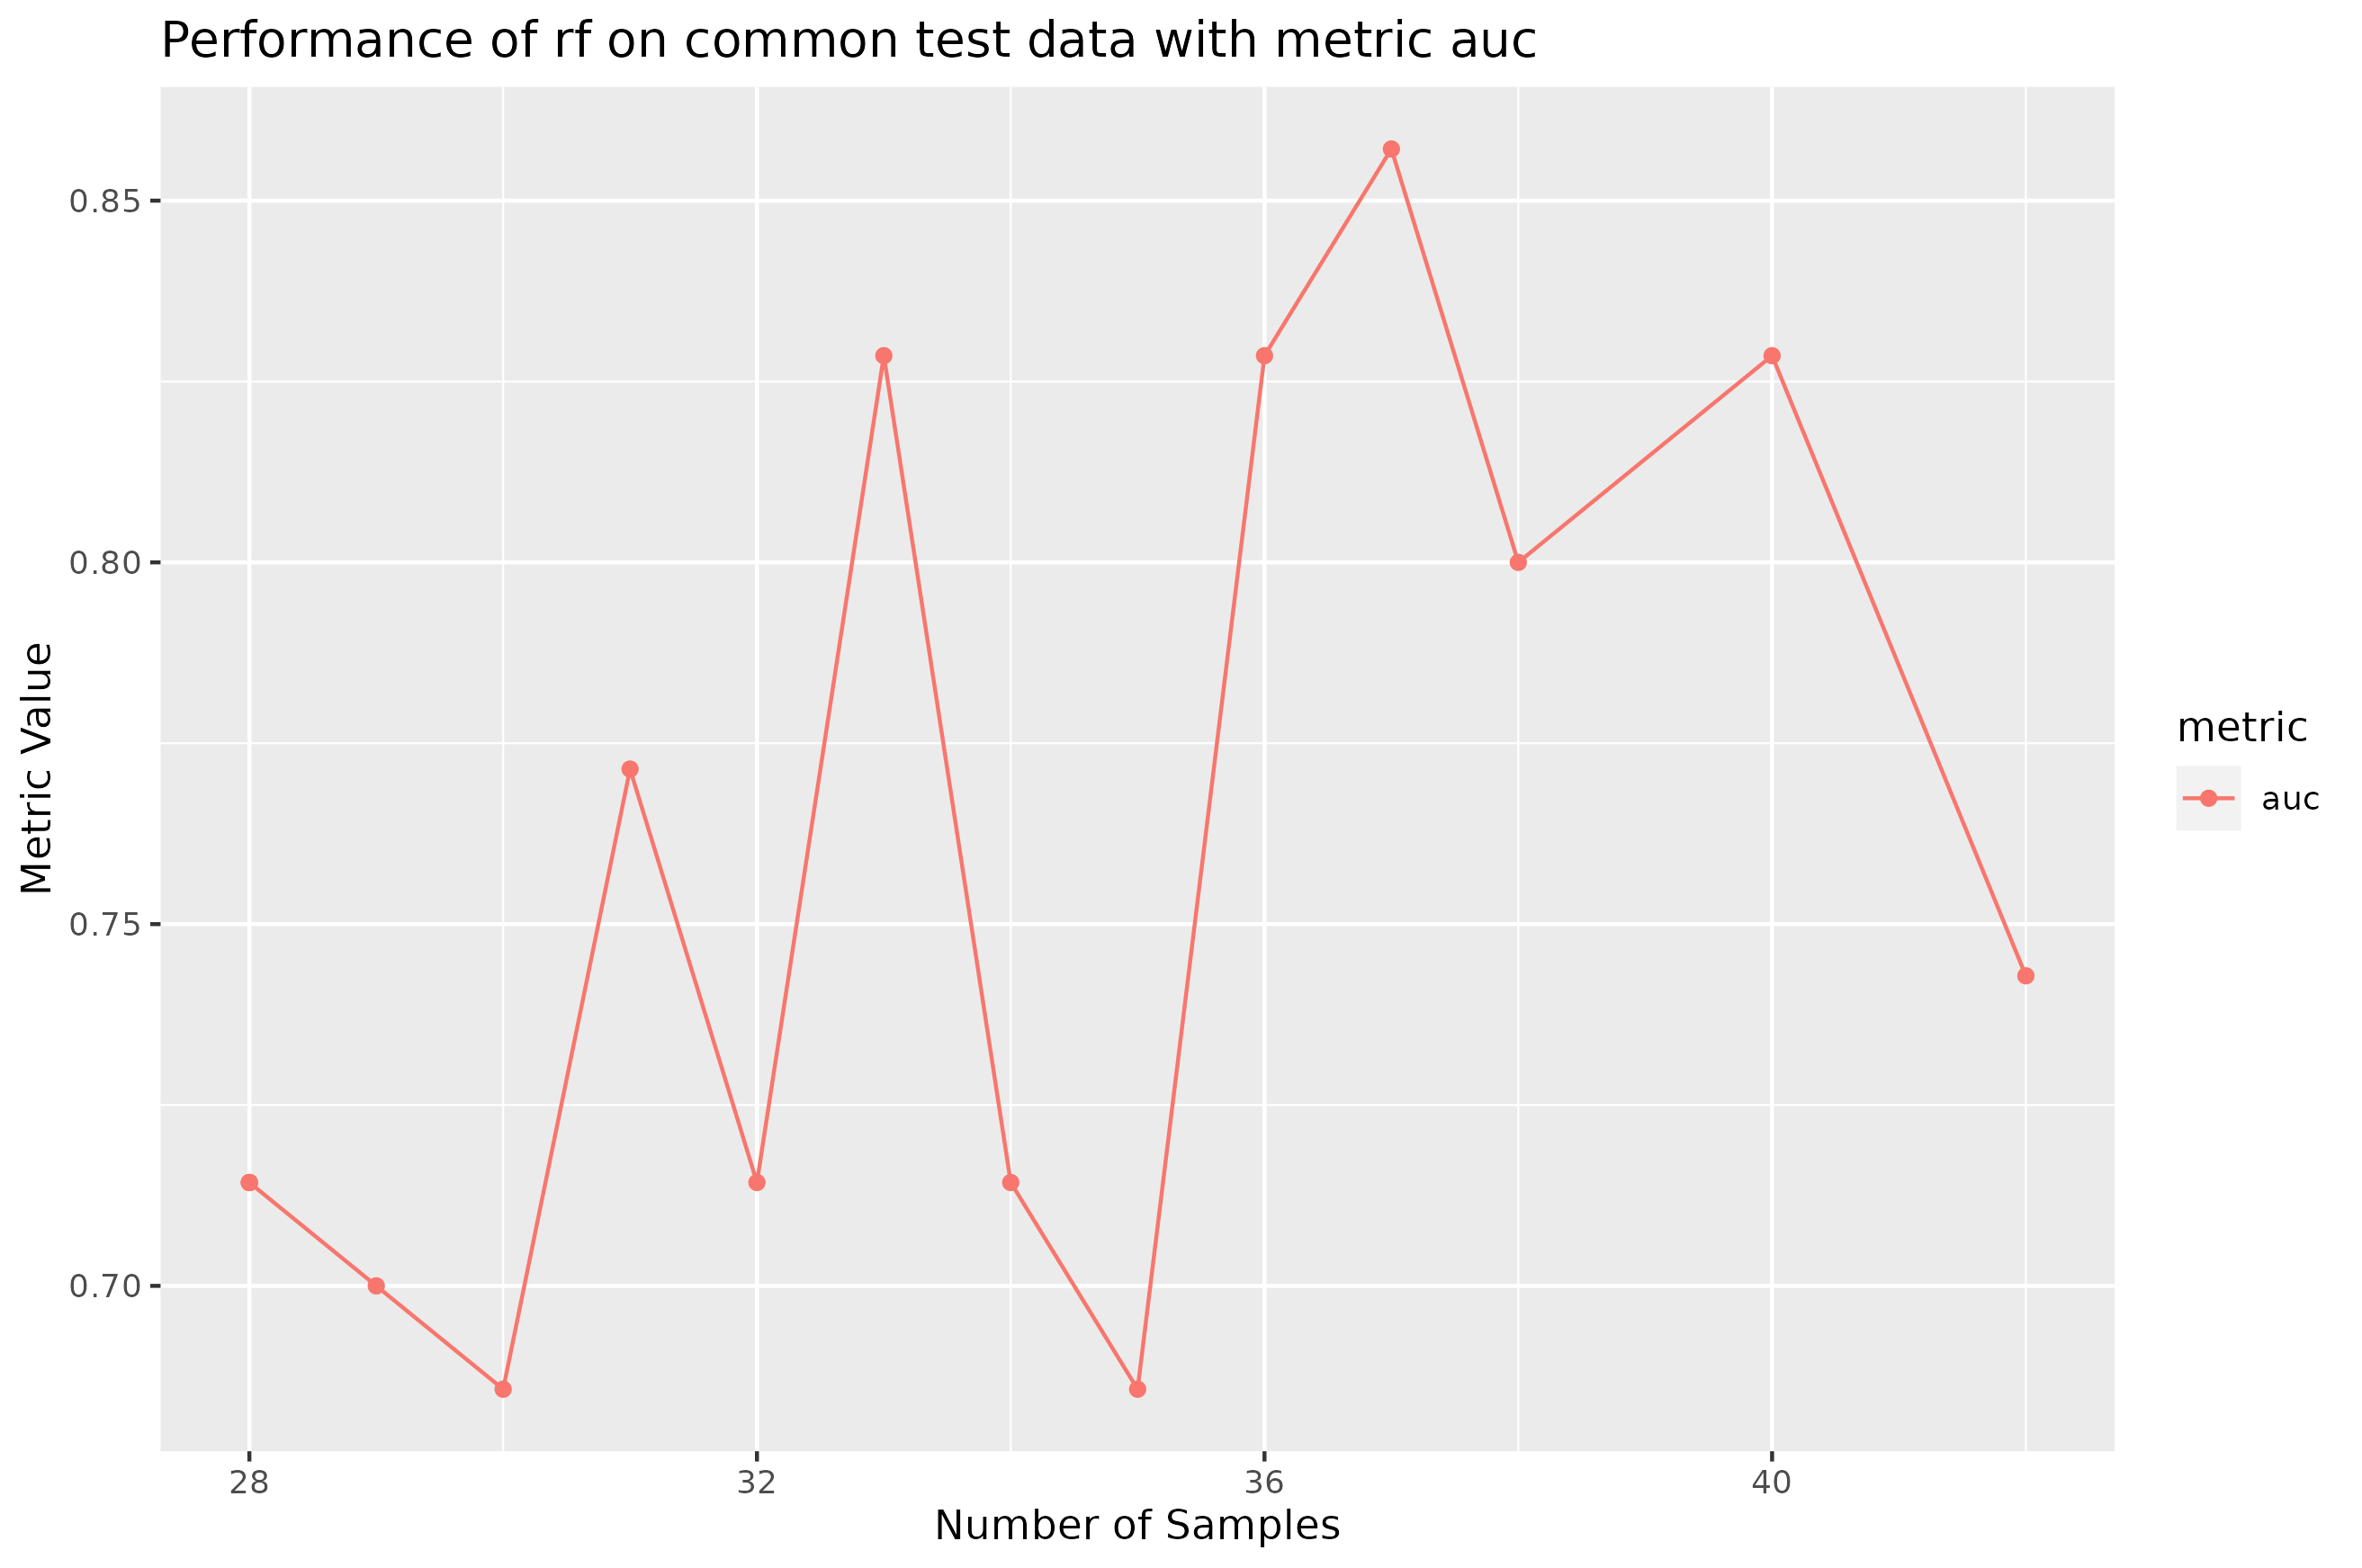 Performance of rf on common test data with metric auc
Metric Value
0.85
0.80
0.75
0.70
28 32 36 40
Number of Samples
metric
auc